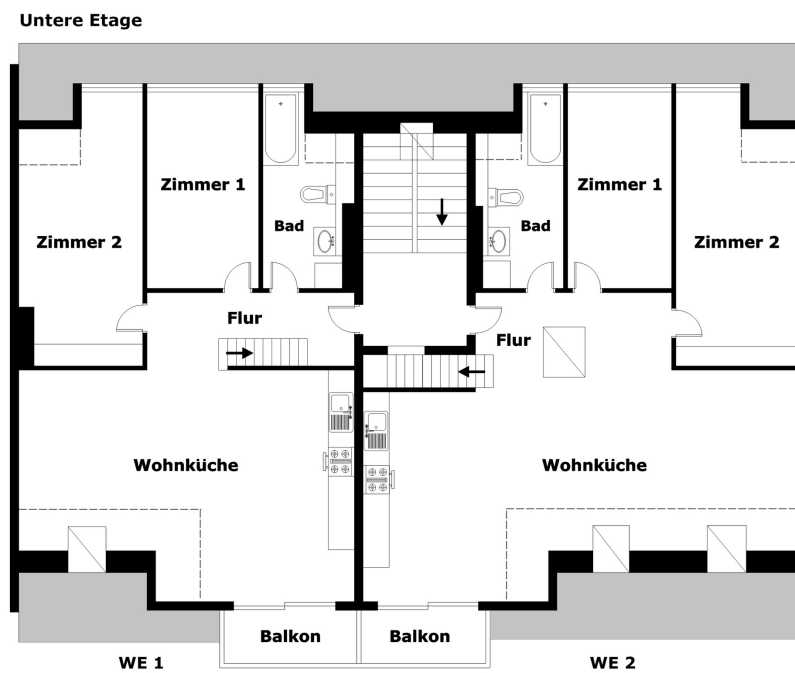 Untere Etage
Zimmer 1
Zimmer 1
Bad
Bad
Zimmer 2
Zimmer 2
Flur
Flur
Wohnküche
Wohnküche
Balkon
Balkon
WE 1
WE 2